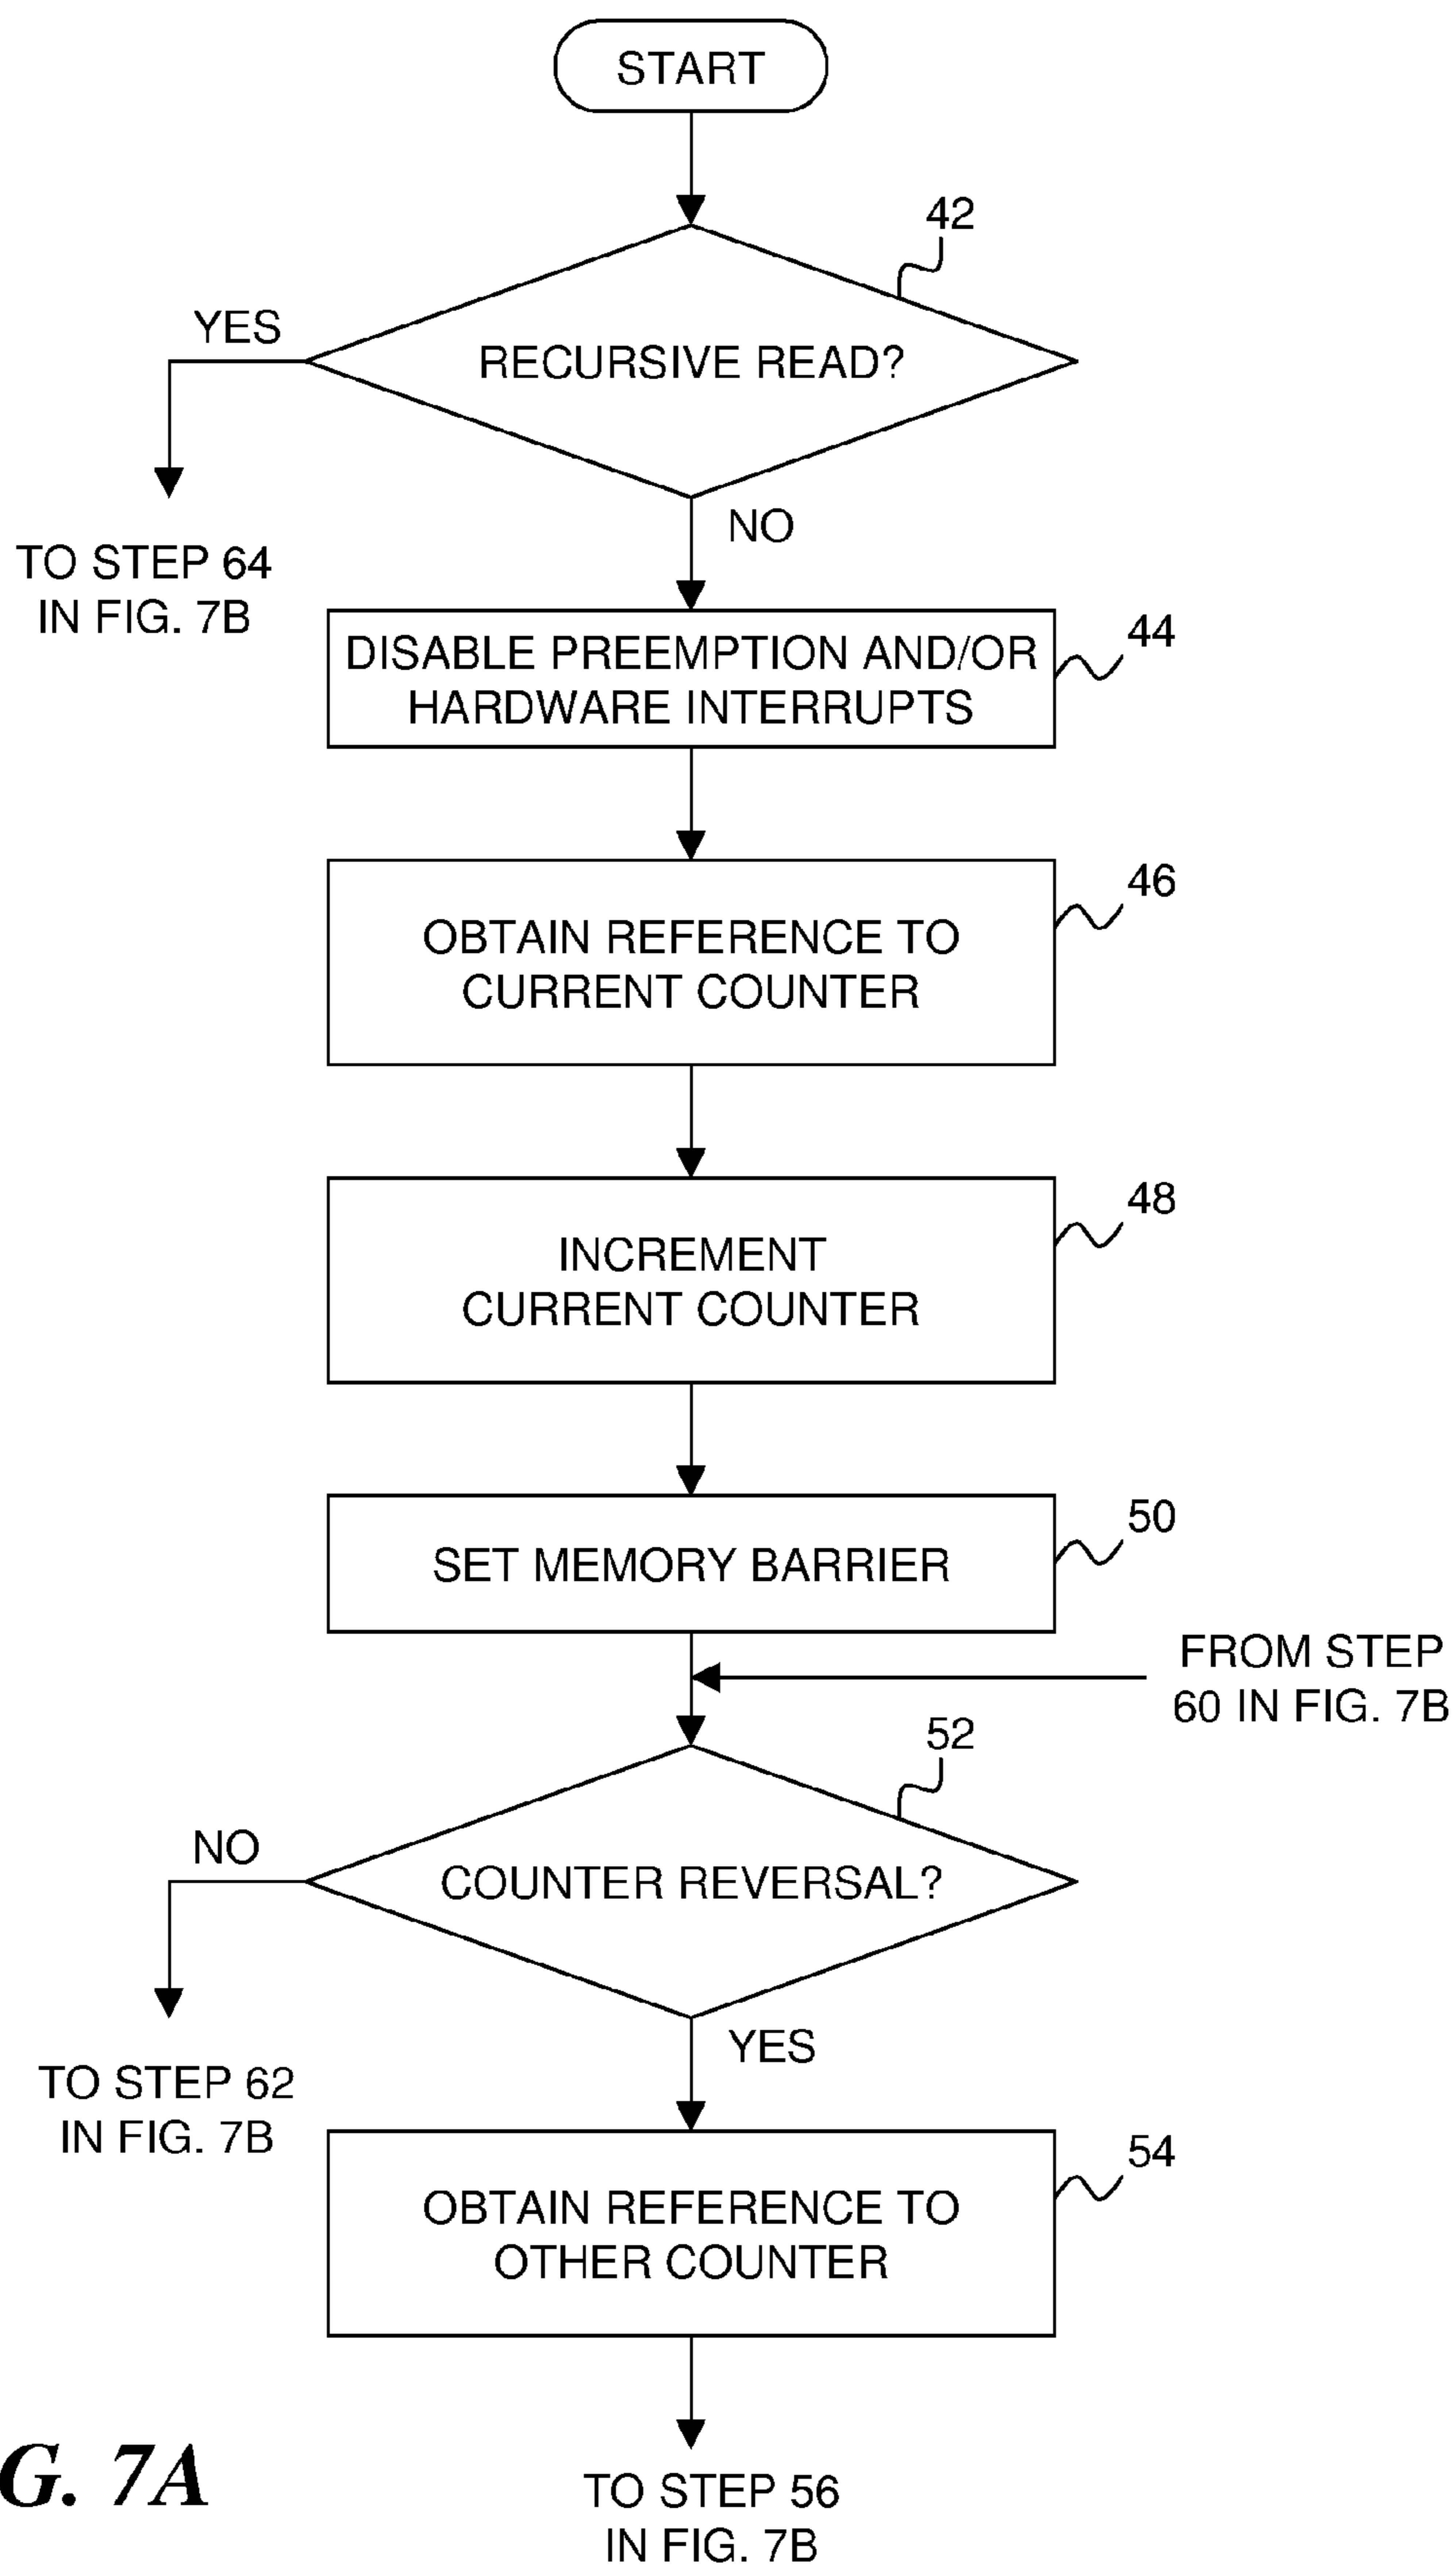 START
42
YES
RECURSIVE READ?
NO
TO STEP 64
IN FIG. 7B
DISABLE PREEMPTION AND/OR
HARDWARE INTERRUPTS
44
OBTAIN REFERENCE TO
CURRENT COUNTER
46
INCREMENT
CURRENT COUNTER
48
SET MEMORY BARRIER
50
FROM STEP
60 IN FIG. 7B
52
NO
COUNTER REVERSAL?
YES
TO STEP 62
IN FIG. 7B
OBTAIN REFERENCE TO
OTHER COUNTER
54
G. 7A
TO STEP 56
IN FIG. 7B